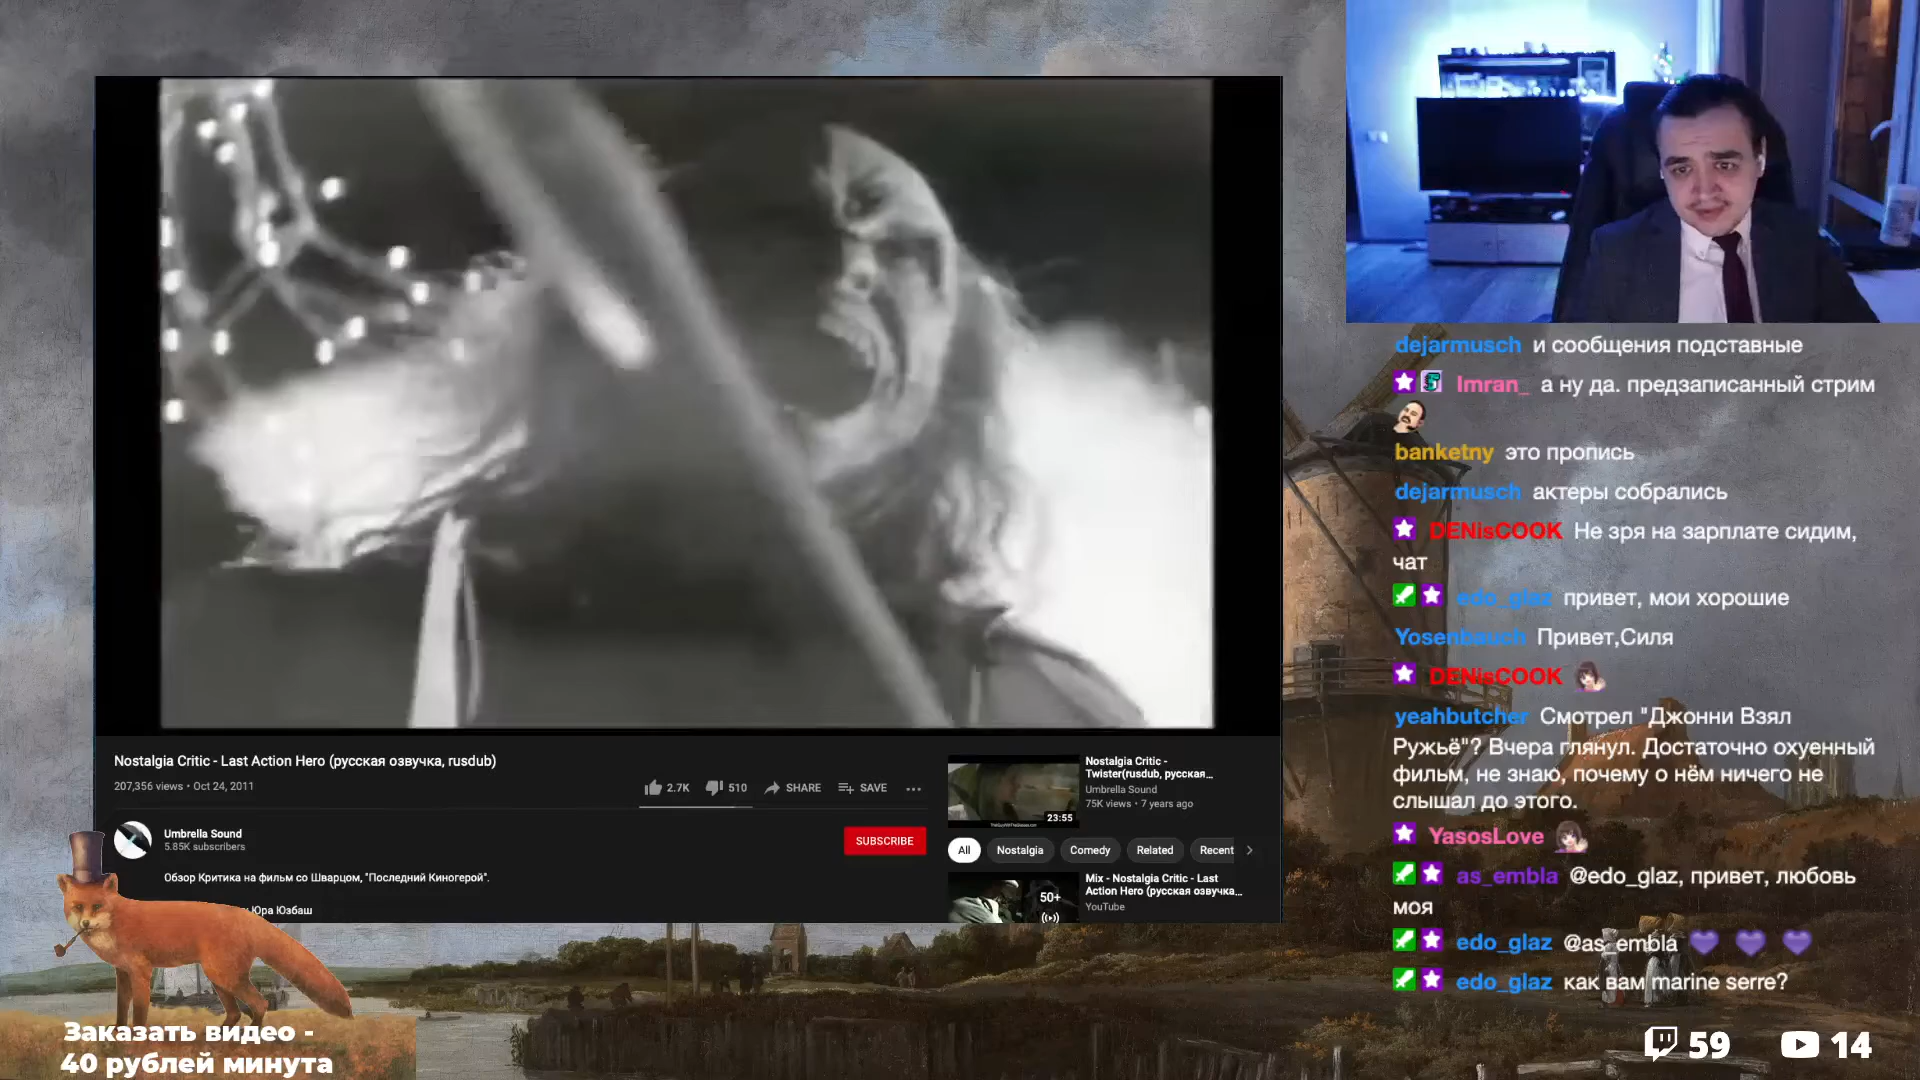 Nostalgia Critic - Last Action Hero (русская озвучка, rusdub)
207,356 views • Oct 24, 2011
2.7K 510 SHARE SAVE ...
Umbrella Sound
5.85K subscribers
SUBSCRIBE
Обзор Критика на фильм со Шварцом, "Последний Киногерой".
Юра Юзбаш
23:55
Nostalgia Critic -
Twister(rusdub, русская...
Umbrella Sound
75K views • 7 years ago
All Nostalgia Comedy Related Recent
50+
Mix - Nostalgia Critic - Last
Action Hero (русская озвучка...
YouTube
Заказать видео -
40 рублей минута
dejarmusch и сообщения подставные
Imran_ а ну да. предзаписанный стрим
banketny это пропись
dejarmusch актеры собрались
DENisCOOK Не зря на зарплате сидим,
чат
edo_glaz привет, мои хорошие
Yosenbauch Привет,Силя
DENisCOOK
yeahbutcher Смотрел "Джонни Взял
Ружьё"? Вчера глянул. Достаточно охуенный
фильм, не знаю, почему о нём ничего не
слышал до этого.
YasosLove
as_embla @edo_glaz, привет, любовь
моя
edo_glaz @as_embla
edo_glaz как вам marine serre?
59 14